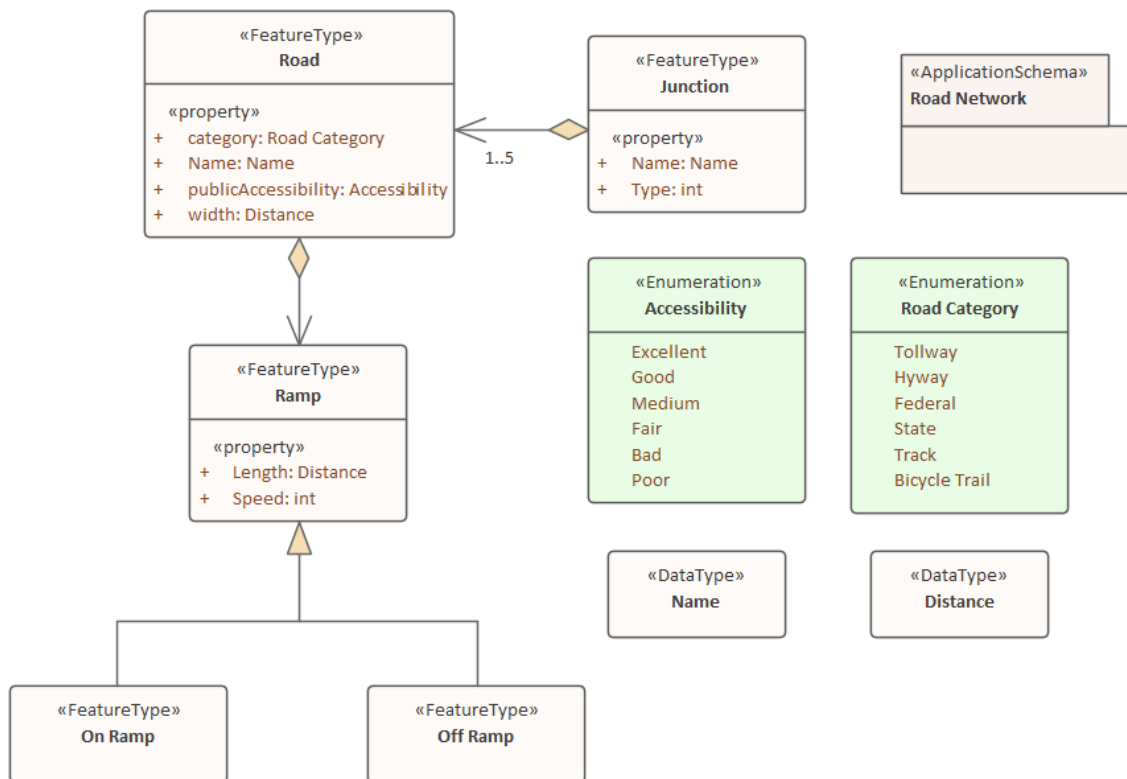 «FeatureType»
Road
«property»
+ category: Road Category
+ Name: Name
+ publicAccessibility: Accessibility
+ width: Distance
1..5
«FeatureType»
Junction
«property»
+ Name: Name
+ Type: int
«ApplicationSchema»
Road Network
«FeatureType»
Ramp
«property»
+ Length: Distance
+ Speed: int
«Enumeration»
Accessibility
Excellent
Good
Medium
Fair
Bad
Poor
«Enumeration»
Road Category
Tollway
Hyway
Federal
State
Track
Bicycle Trail
«DataType»
Name
«DataType»
Distance
«FeatureType»
On Ramp
«FeatureType»
Off Ramp